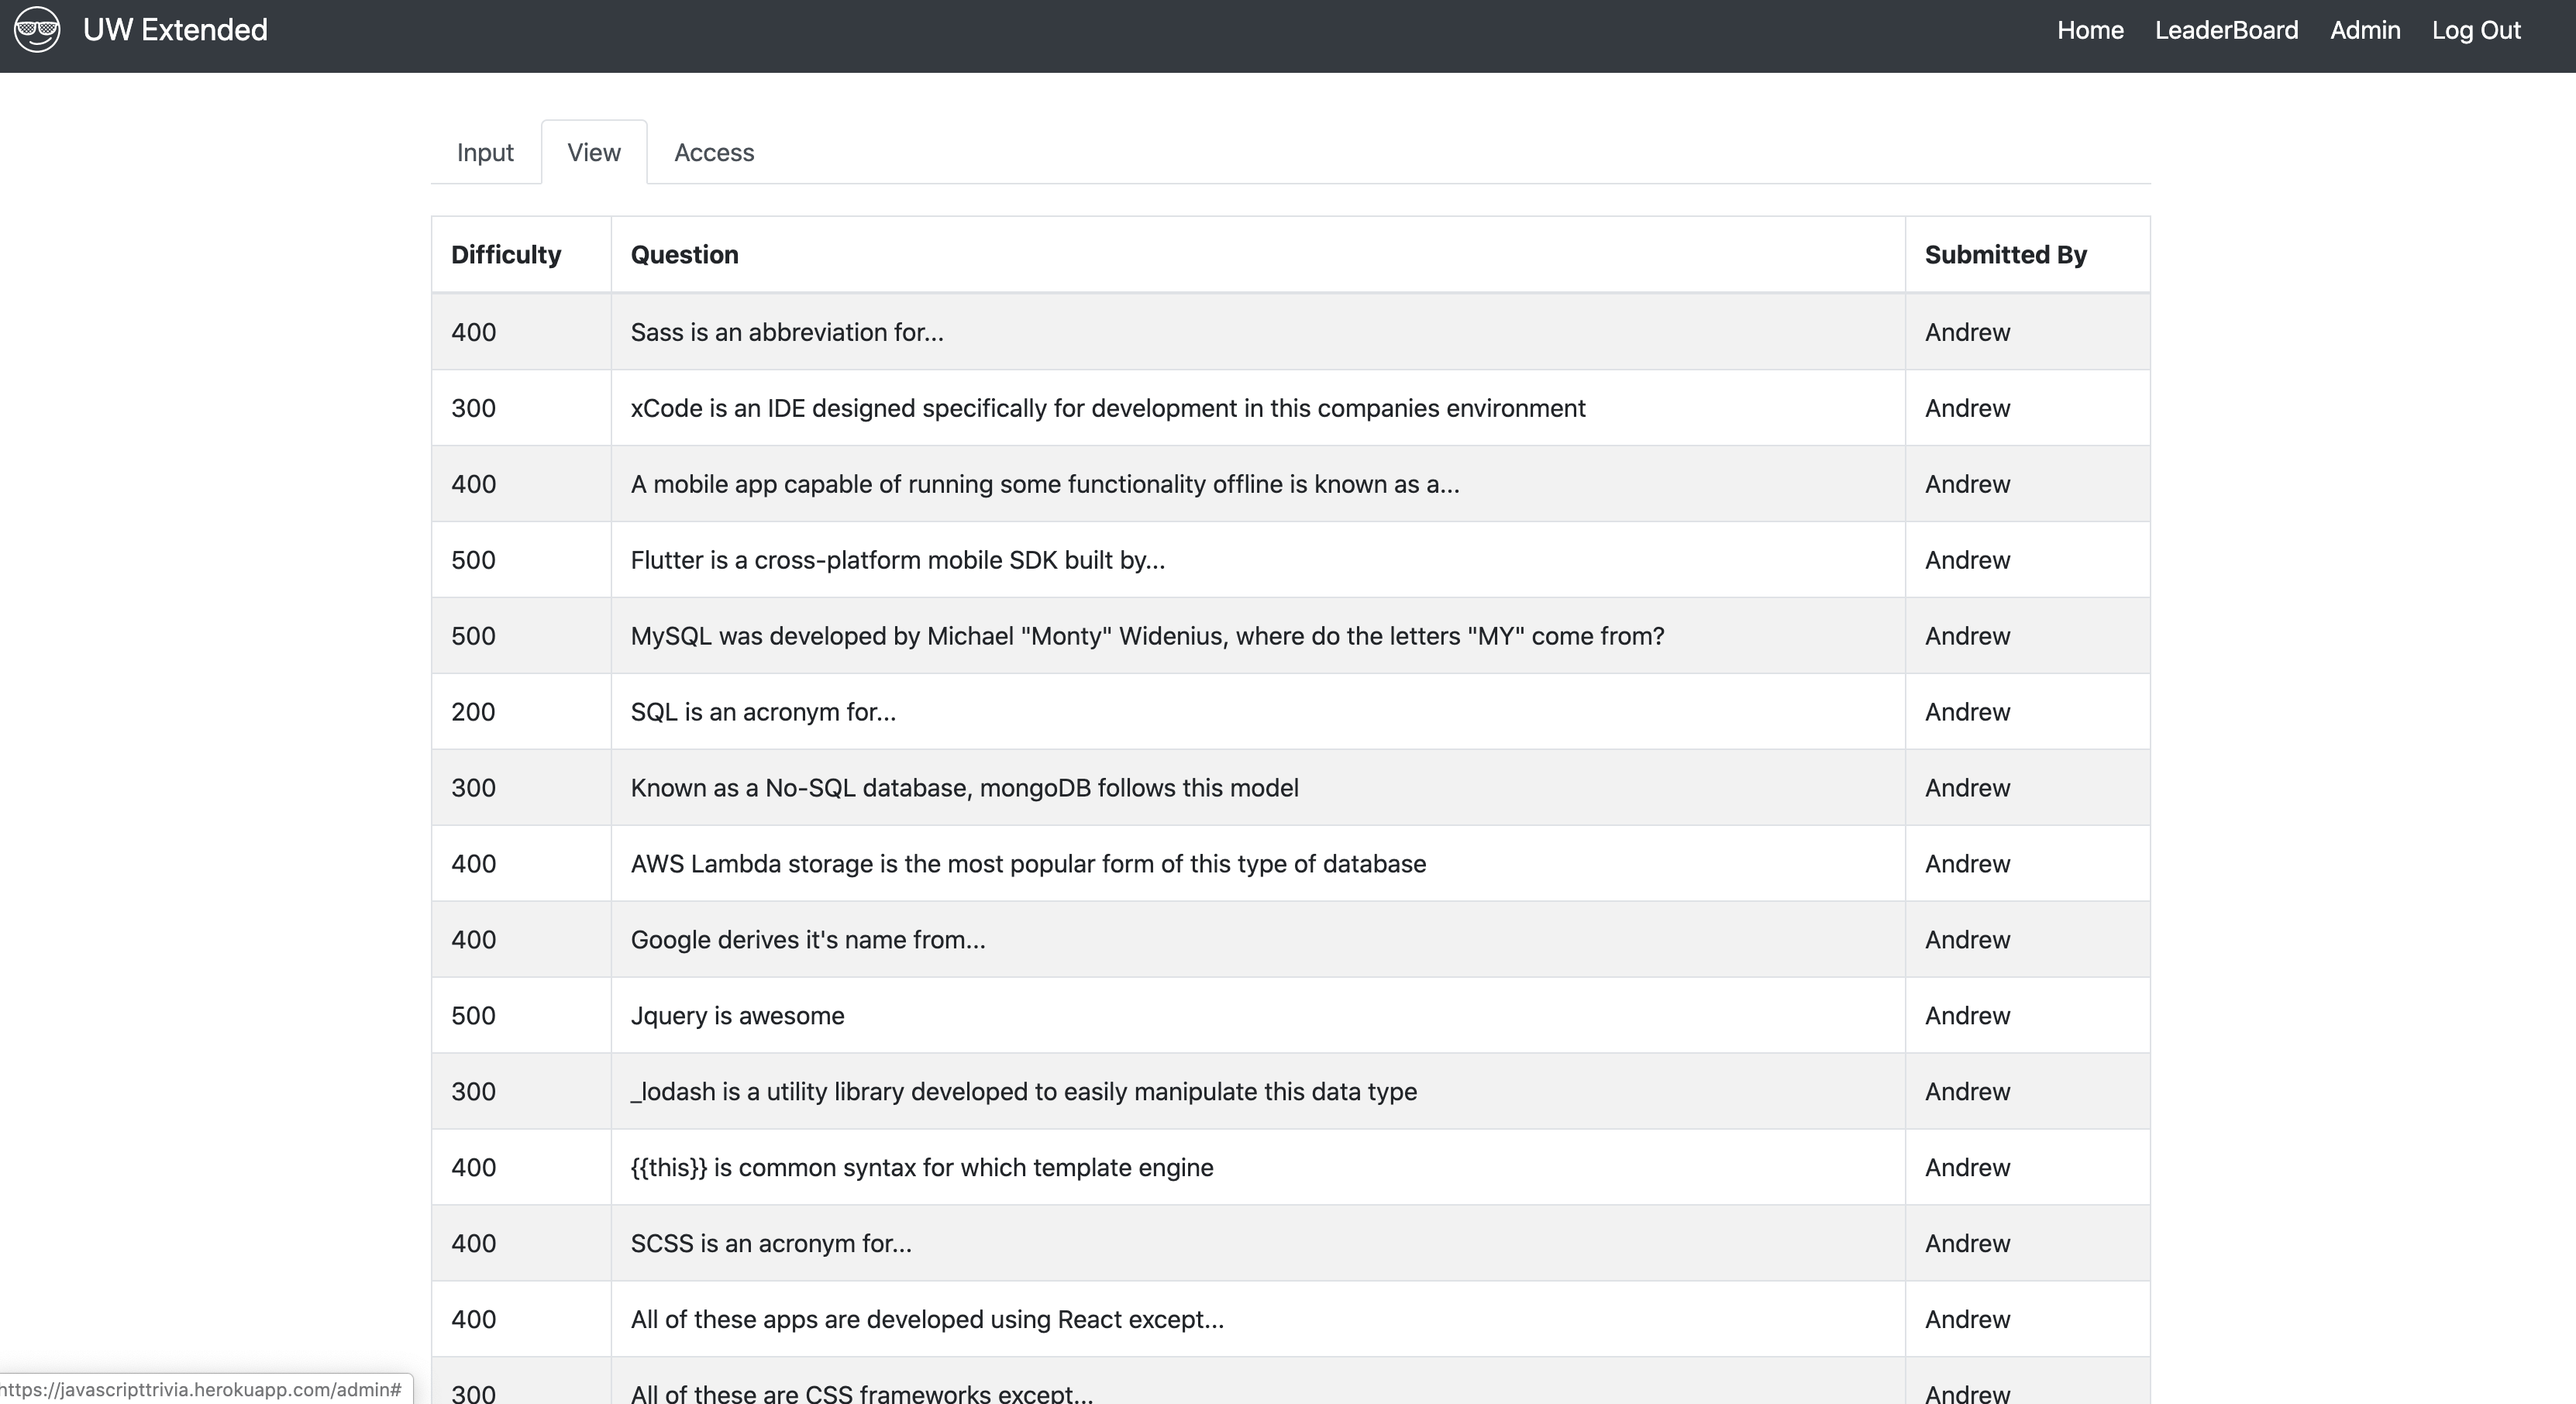 UW Extended Home LeaderBoard Admin Log Out
Input View Access
Difficulty Question Submitted By
400 Sass is an abbreviation for... Andrew
300 xCode is an IDE designed specifically for development in this companies environment Andrew
400 A mobile app capable of running some functionality offline is known as a... Andrew
500 Flutter is a cross-platform mobile SDK built by... Andrew
500 MySQL was developed by Michael "Monty" Widenius, where do the letters "MY" come from? Andrew
200 SQL is an acronym for... Andrew
300 Known as a No-SQL database, mongoDB follows this model Andrew
400 AWS Lambda storage is the most popular form of this type of database Andrew
400 Google derives it's name from... Andrew
500 Jquery is awesome Andrew
300 _lodash is a utility library developed to easily manipulate this data type Andrew
400 {{this}} is common syntax for which template engine Andrew
400 SCSS is an acronym for... Andrew
400 All of these apps are developed using React except... Andrew
300 All of these are CSS frameworks except... Andrew
https://javascripttrivia.herokuapp.com/admin#